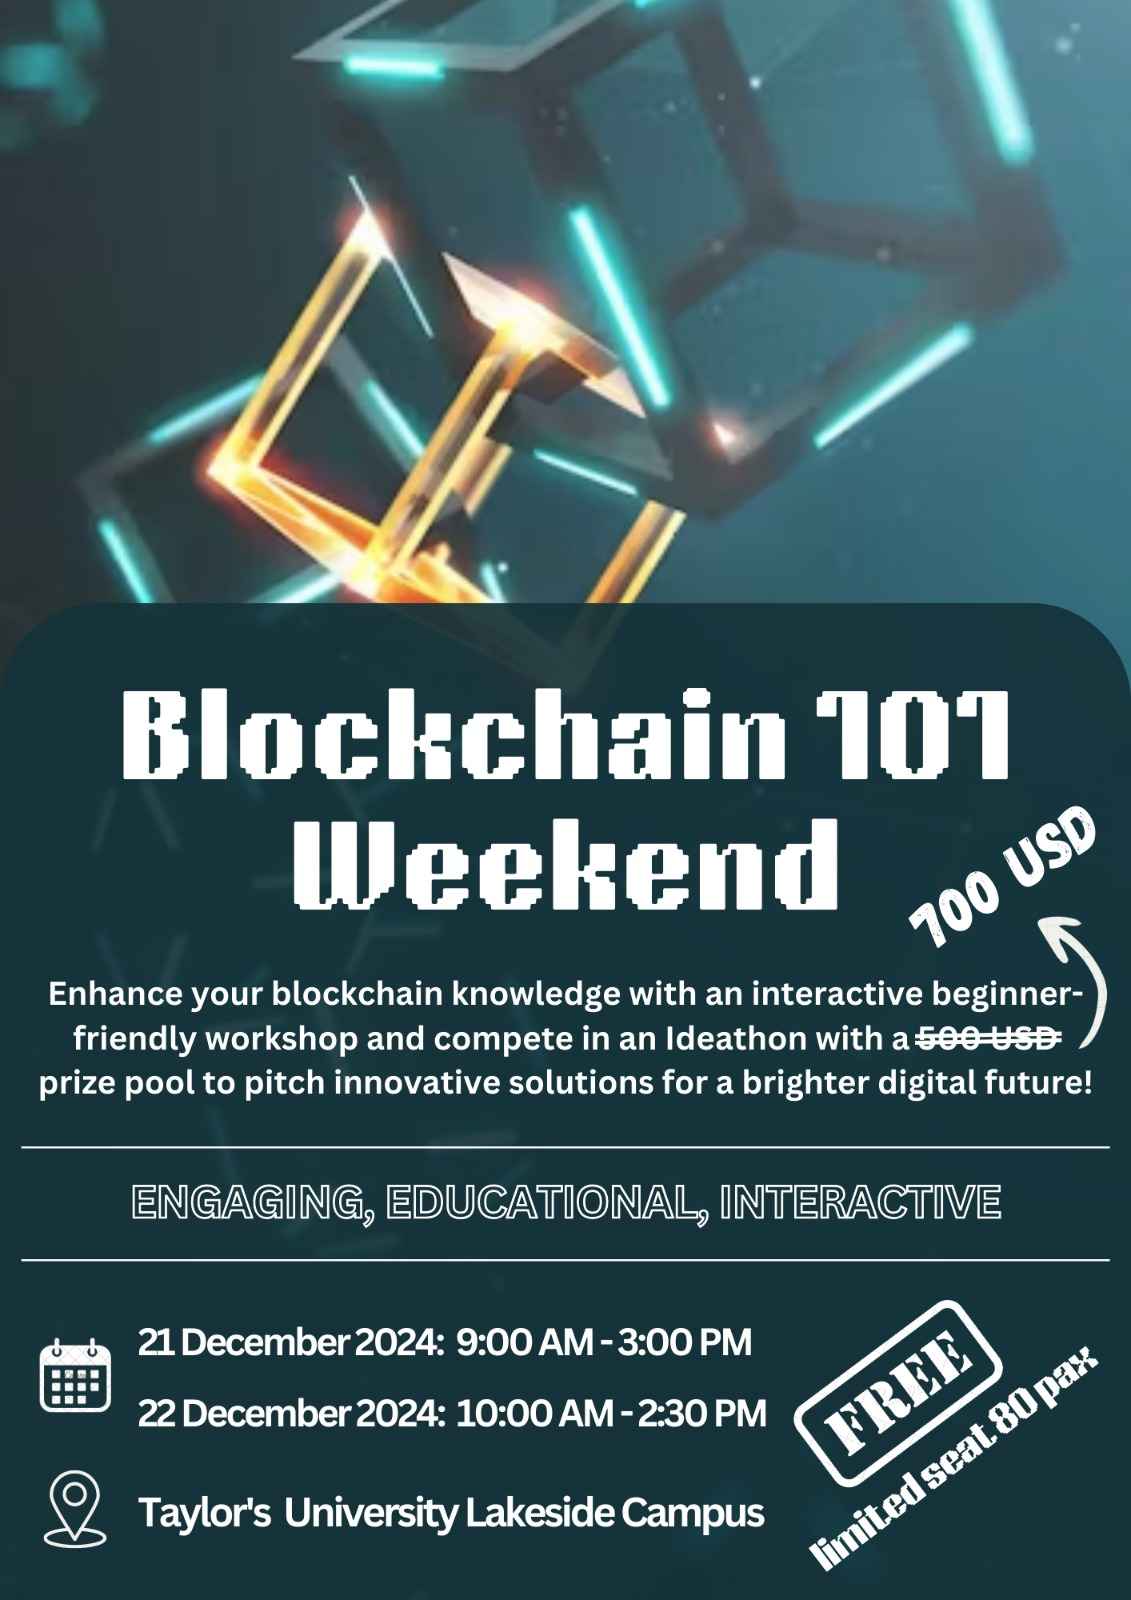 Blockchain 101
Weekend
700 USD
Enhance your blockchain knowledge with an interactive beginner-
friendly workshop and compete in an Ideathon with a 500 USD
prize pool to pitch innovative solutions for a brighter digital future!
ENGAGING, EDUCATIONAL, INTERACTIVE
21 December 2024: 9:00 AM - 3:00 PM
22 December 2024: 10:00 AM - 2:30 PM
FREE
limited seat 80 pax
Taylor's University Lakeside Campus